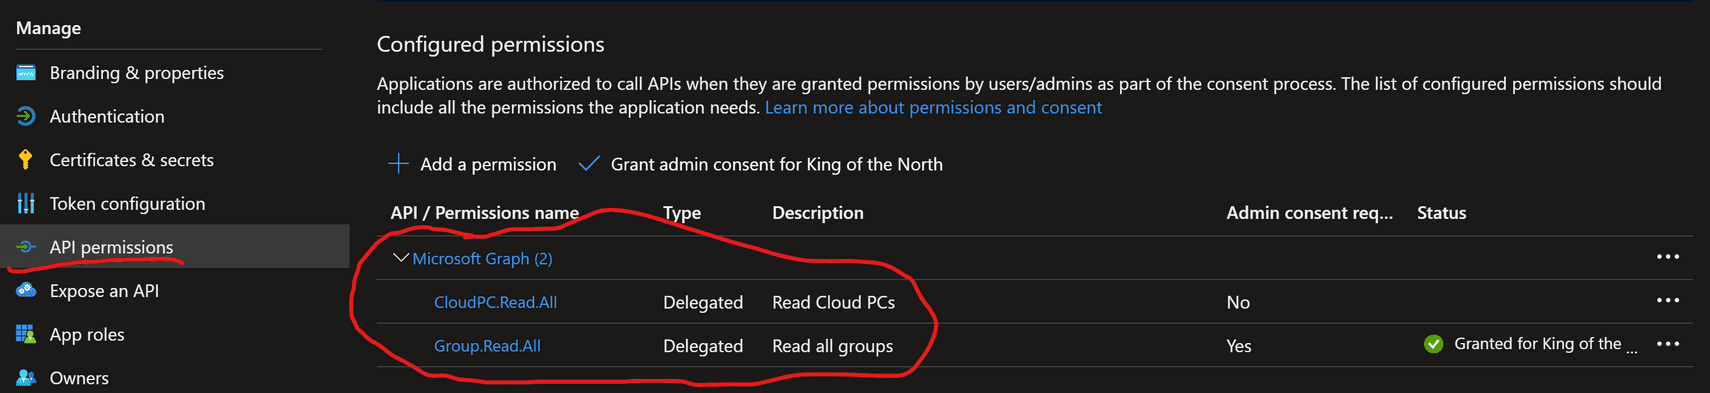 Manage
Branding & properties
Authentication
Certificates & secrets
Token configuration
API permissions
Expose an API
App roles
Owners
Configured permissions
Applications are authorized to call APIs when they are granted permissions by users/admins as part of the consent process. The list of configured permissions should
include all the permissions the application needs. Learn more about permissions and consent
Add a permission Grant admin consent for King of the North
API / Permissions name Type Description Admin consent req... Status
Microsoft Graph (2) ...
CloudPC.Read.All Delegated Read Cloud PCs No ...
Group.Read.All Delegated Read all groups Yes Granted for King of the ... ...